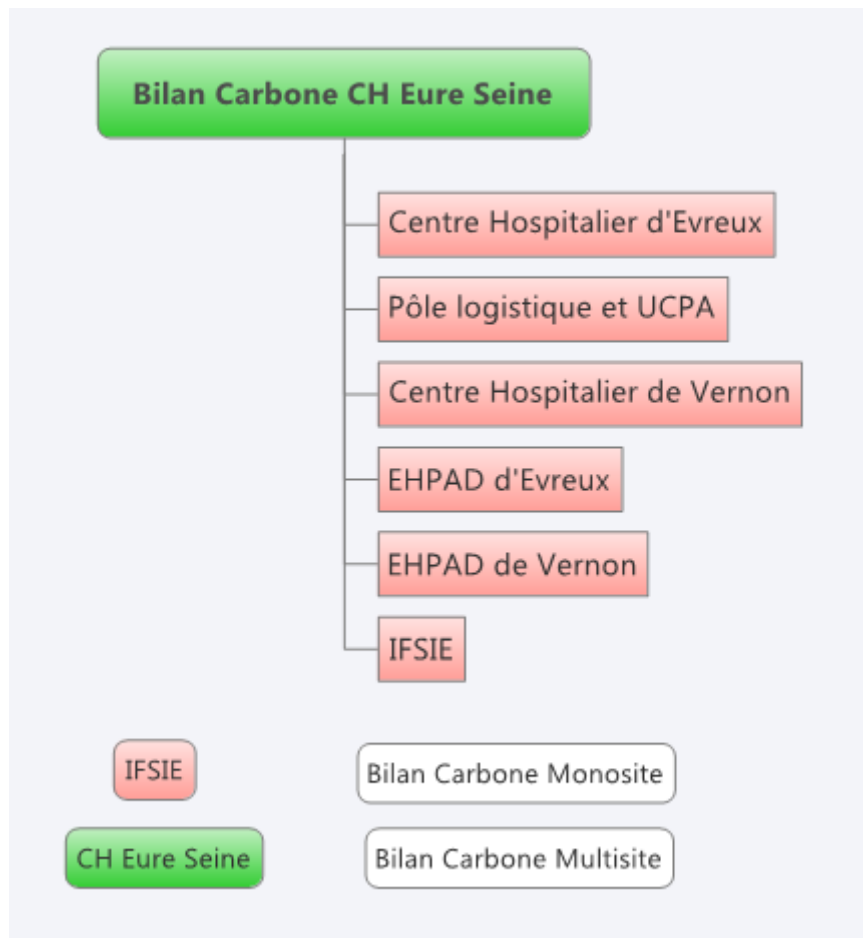 Bilan Carbone CH Eure Seine
Centre Hospitalier d'Evreux
Pôle logistique et UCPA
Centre Hospitalier de Vernon
EHPAD d'Evreux
EHPAD de Vernon
IFSIE
IFSIE
Bilan Carbone Monosite
CH Eure Seine
Bilan Carbone Multisite